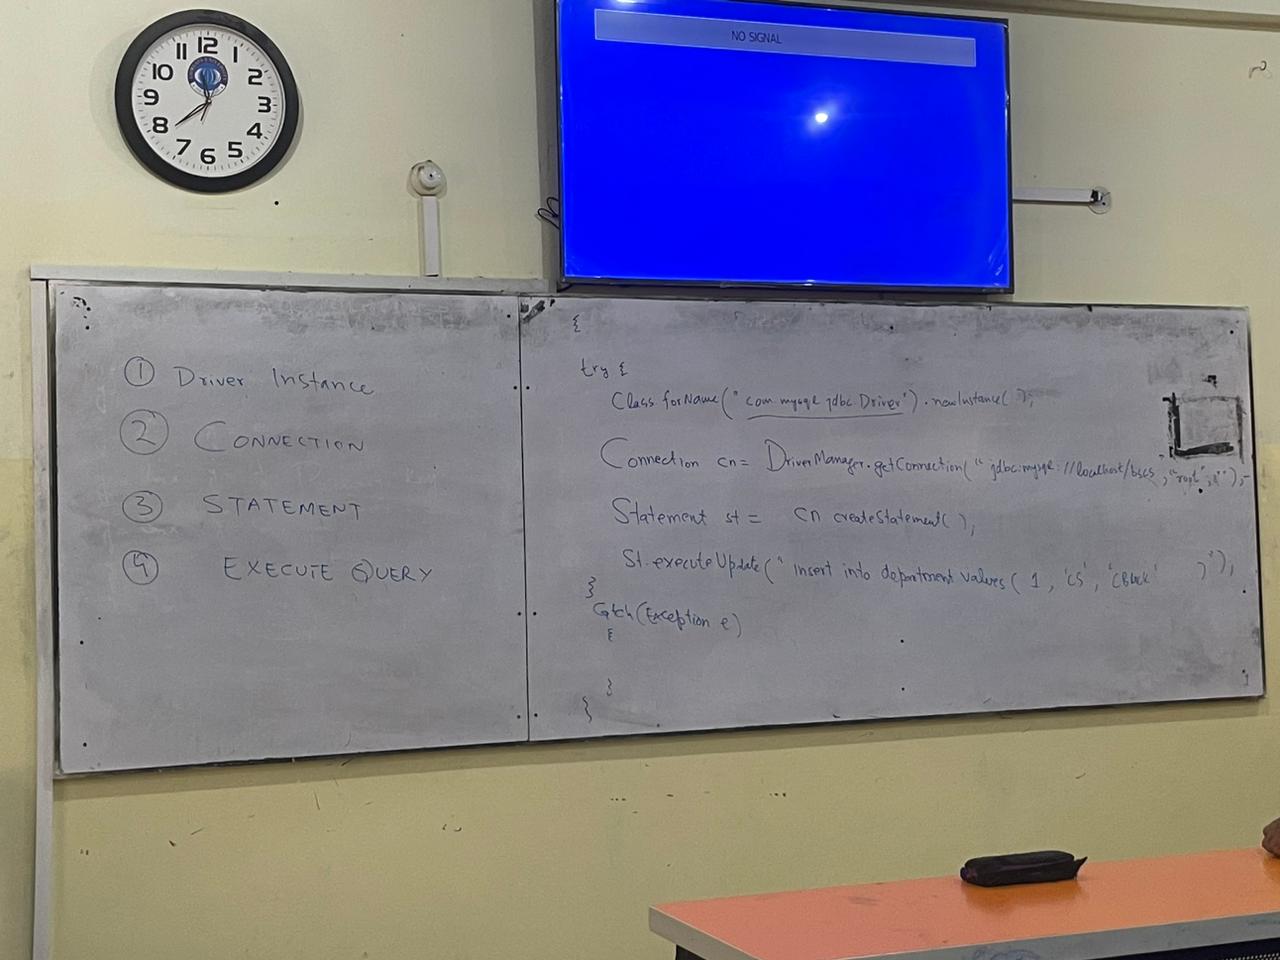 NO SIGNAL
11 12 1
10 2
9 3
8 4
7 6 5
① Driver Instance
② CONNECTION
③ STATEMENT
④ EXECUTE QUERY
{
try {
Class forName("com.mysql jdbc Driver").newInstance( );
Connection cn= DriverManager.getConnection("jdbc:mysql://localhost/bscs","root","");
Statement st = cn createStatement( );
St.executeUpdate("Insert into department values( 1, 'CS', 'CBlock' )");
}
Catch(Exception e)
{
}
}